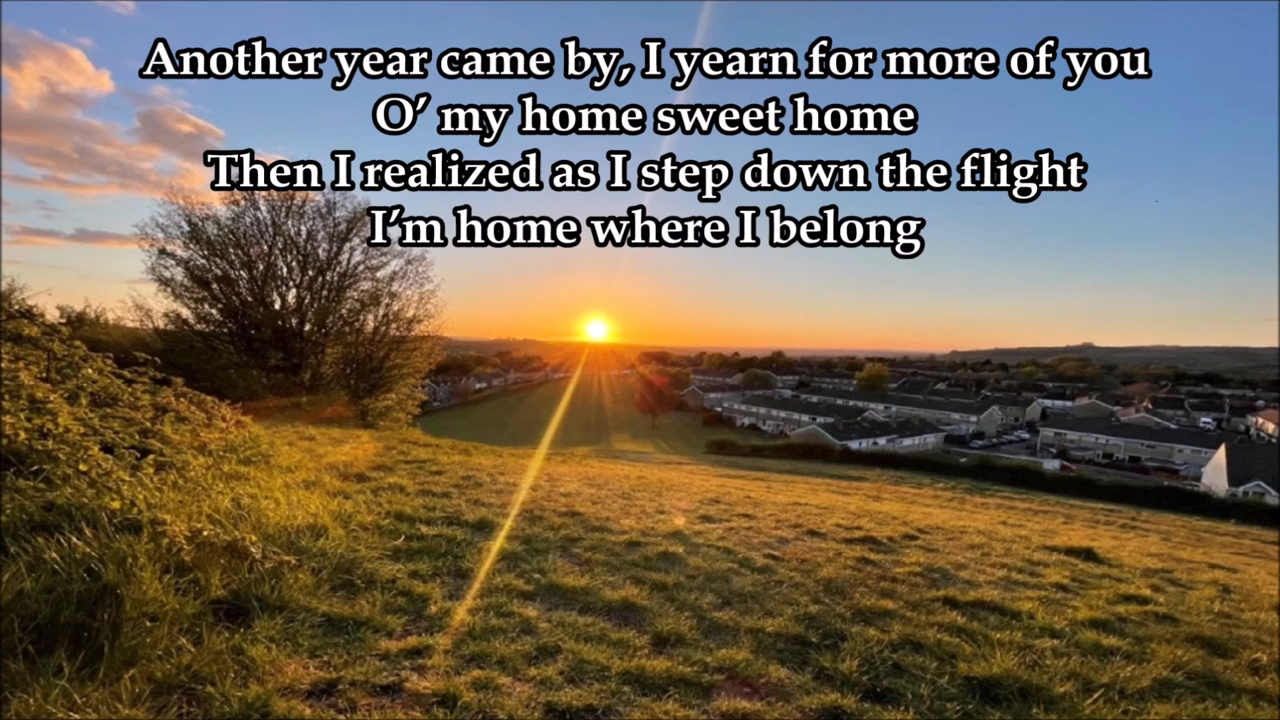 Another year came by, I yearn for more of you
O’ my home sweet home
Then I realized as I step down the flight
I’m home where I belong